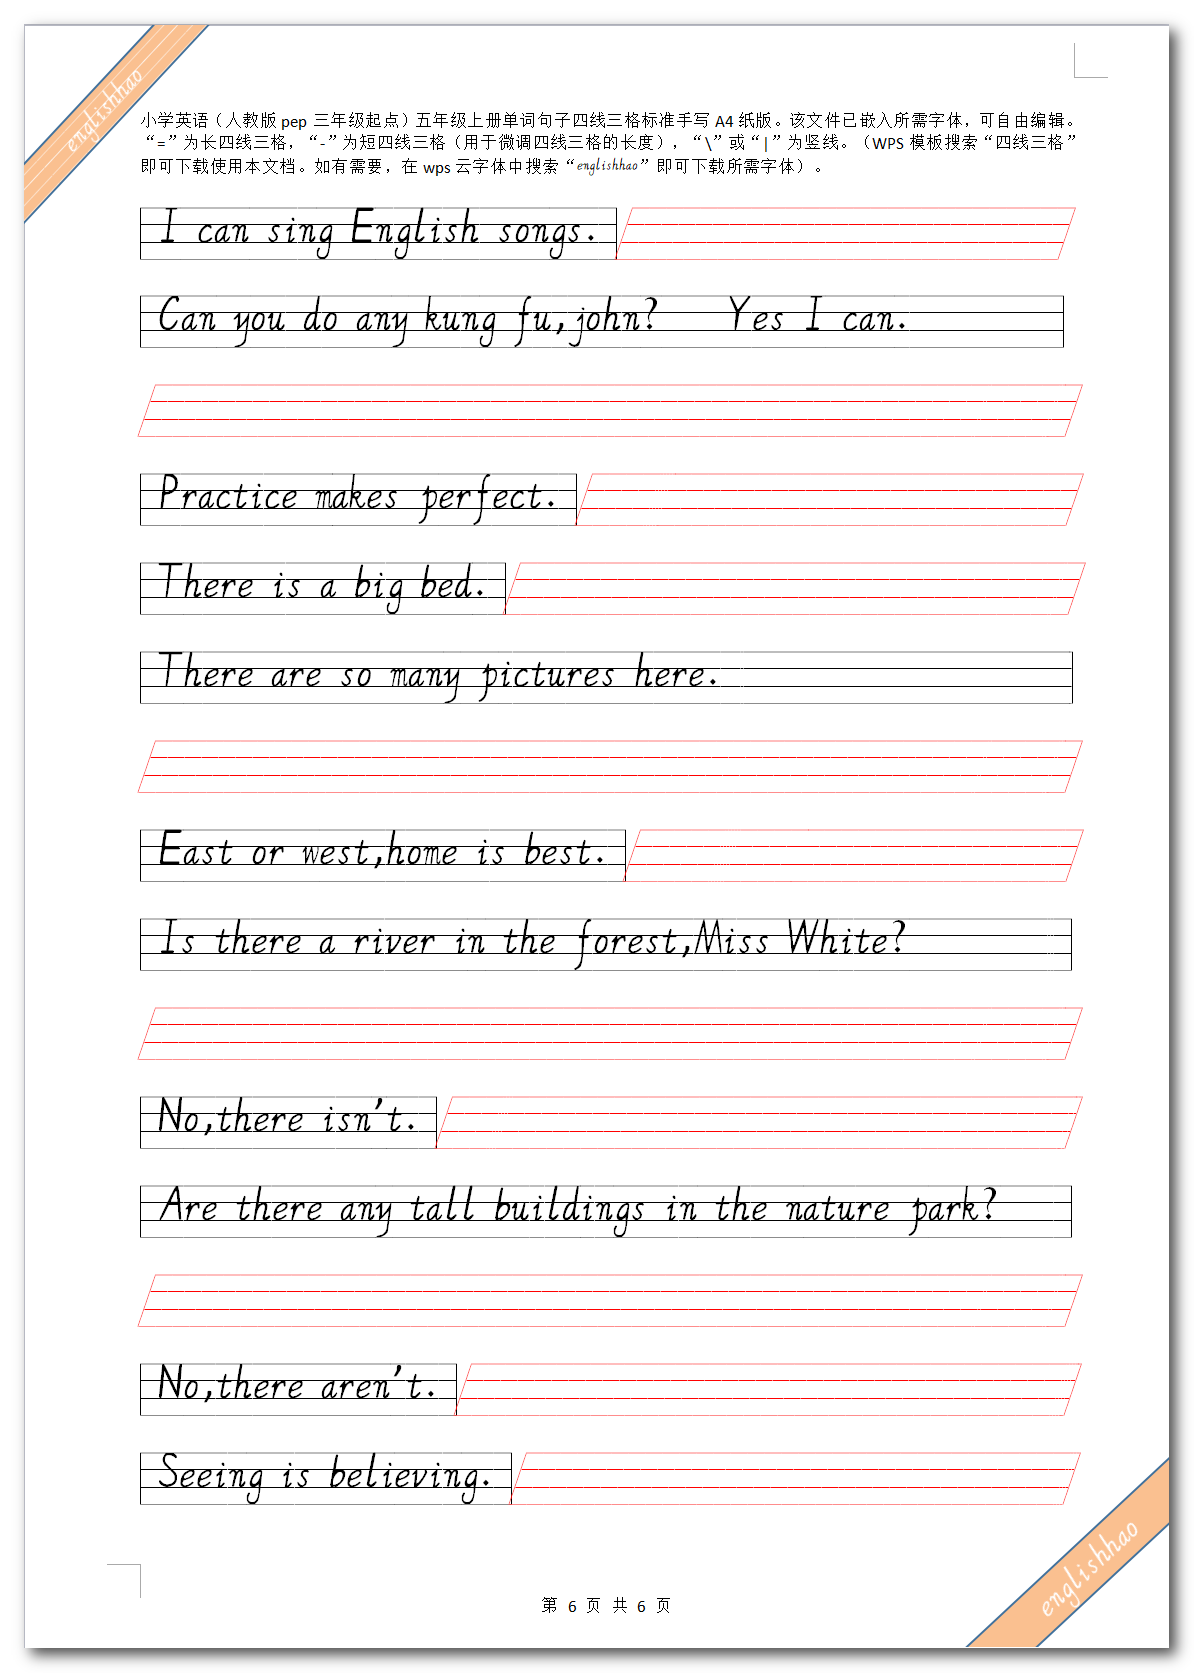 englishhao
小学英语（人教版 pep 三年级起点）五年级上册单词句子四线三格标准手写 A4 纸版。该文件已嵌入所需字体，可自由编辑。
“=”为长四线三格，“-”为短四线三格（用于微调四线三格的长度），“\”或“|”为竖线。（WPS 模板搜索“四线三格”
即可下载使用本文档。如有需要，在 wps 云字体中搜索“englishhao”即可下载所需字体）。
I can sing English songs.
Can you do any kung fu,john? Yes I can.
Practice makes perfect.
There is a big bed.
There are so many pictures here.
East or west,home is best.
Is there a river in the forest,Miss White?
No,there isn't.
Are there any tall buildings in the nature park?
No,there aren't.
Seeing is believing.
englishhao
第 6 页 共 6 页